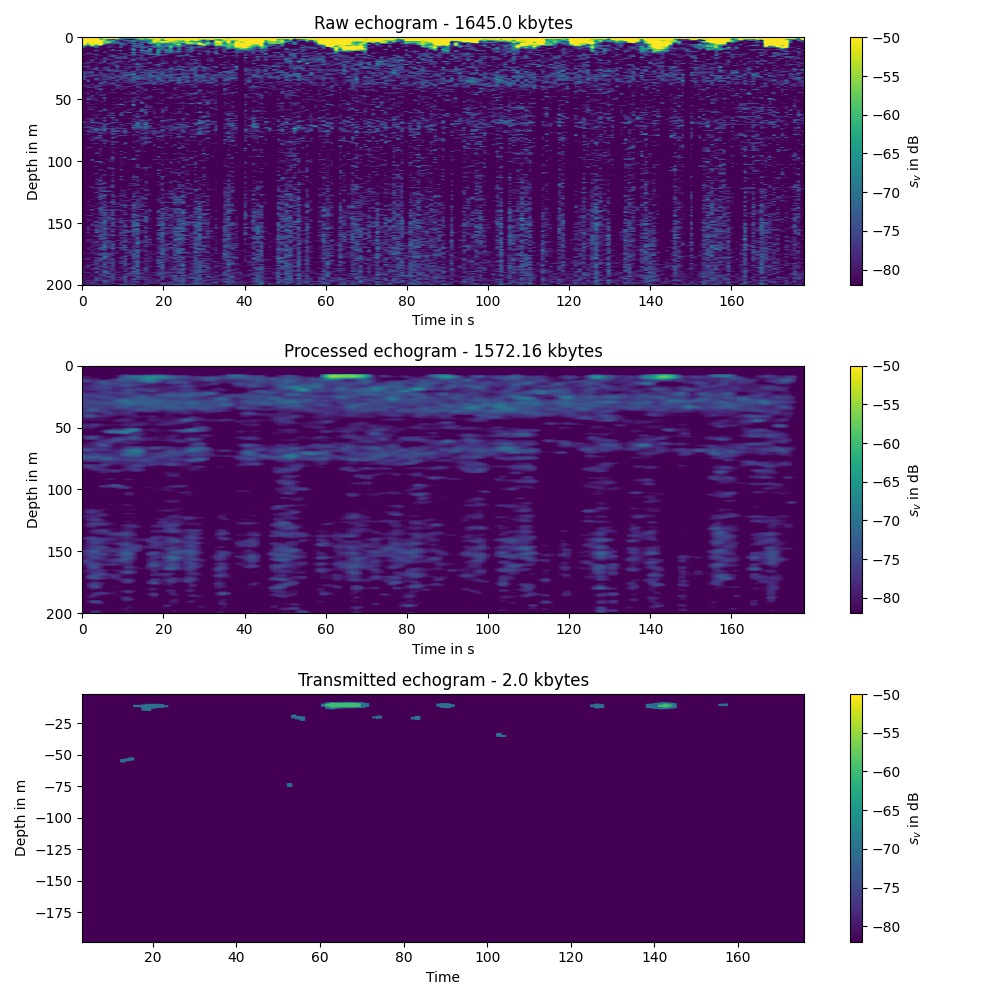 Raw echogram - 1645.0 kbytes
0
50
100
150
200
Depth in m
0 20 40 60 80 100 120 140 160
Time in s
−50
−55
−60
−65
−70
−75
−80
sv in dB
Processed echogram - 1572.16 kbytes
0
50
100
150
200
Depth in m
0 20 40 60 80 100 120 140 160
Time in s
−50
−55
−60
−65
−70
−75
−80
sv in dB
Transmitted echogram - 2.0 kbytes
−25
−50
−75
−100
−125
−150
−175
Depth in m
20 40 60 80 100 120 140 160
Time
−50
−55
−60
−65
−70
−75
−80
sv in dB